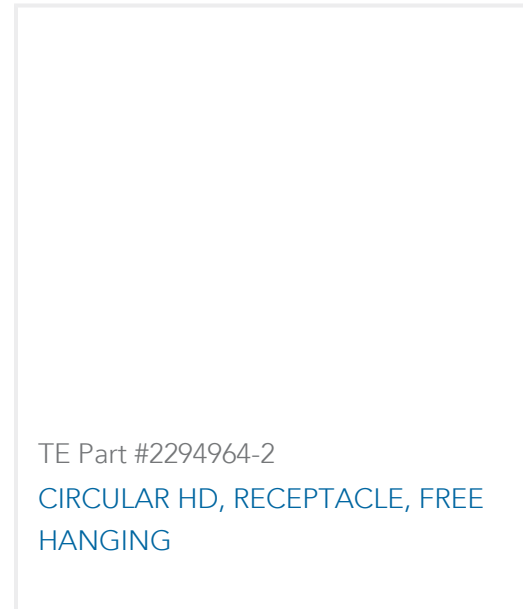 TE Part #2294964-2
CIRCULAR HD, RECEPTACLE, FREE
HANGING